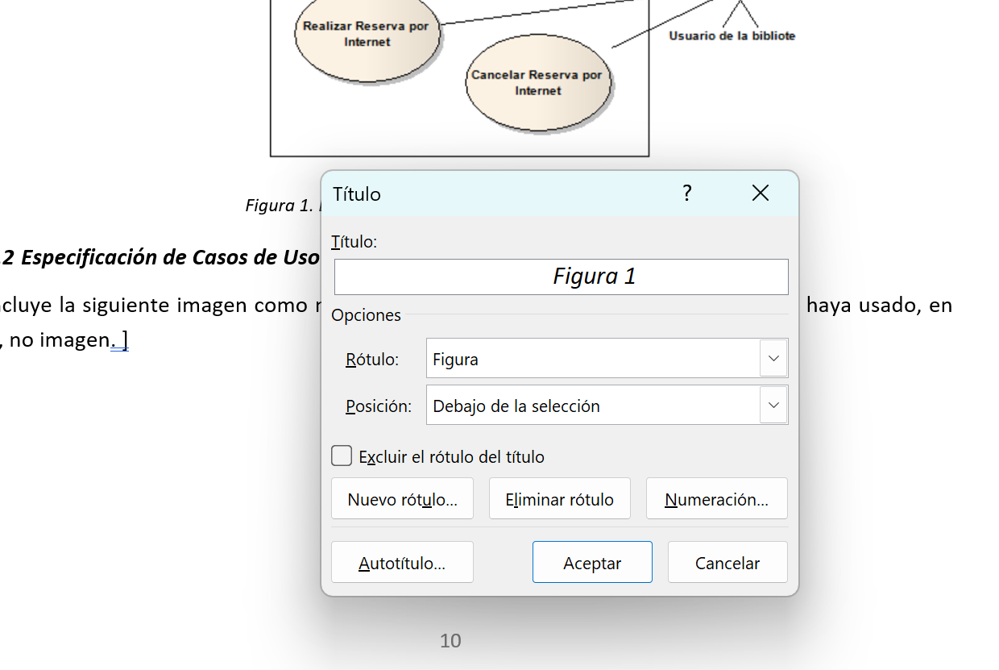 Realizar Reserva por
Internet
Usuario de la bibliote
Cancelar Reserva por
Internet
Figura 1.
.2 Especificación de Casos de Uso
cluye la siguiente imagen como
haya usado, en
, no imagen. ]
Título
?
Título:
Figura 1
Opciones
Rótulo:
Figura
Posición:
Debajo de la selección
Excluir el rótulo del título
Nuevo rótulo...
Eliminar rótulo
Numeración...
Autotítulo...
Aceptar
Cancelar
10